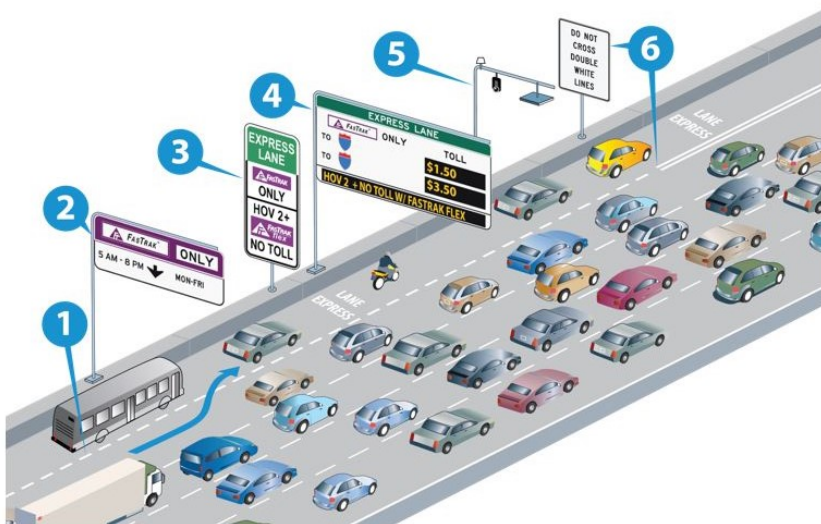 1
2
3
4
5
6
FASTRAK ONLY
5 AM - 8 PM MON-FRI
EXPRESS
LANE
FASTRAK
ONLY
HOV 2+
FASTRAK
flex
NO TOLL
EXPRESS LANE
FASTRAK ONLY TOLL
TO $1.50
TO $3.50
HOV 2 + NO TOLL W/ FASTRAK FLEX
DO NOT
CROSS
DOUBLE
WHITE
LINES
LANE
EXPRESS
LANE
EXPRESS